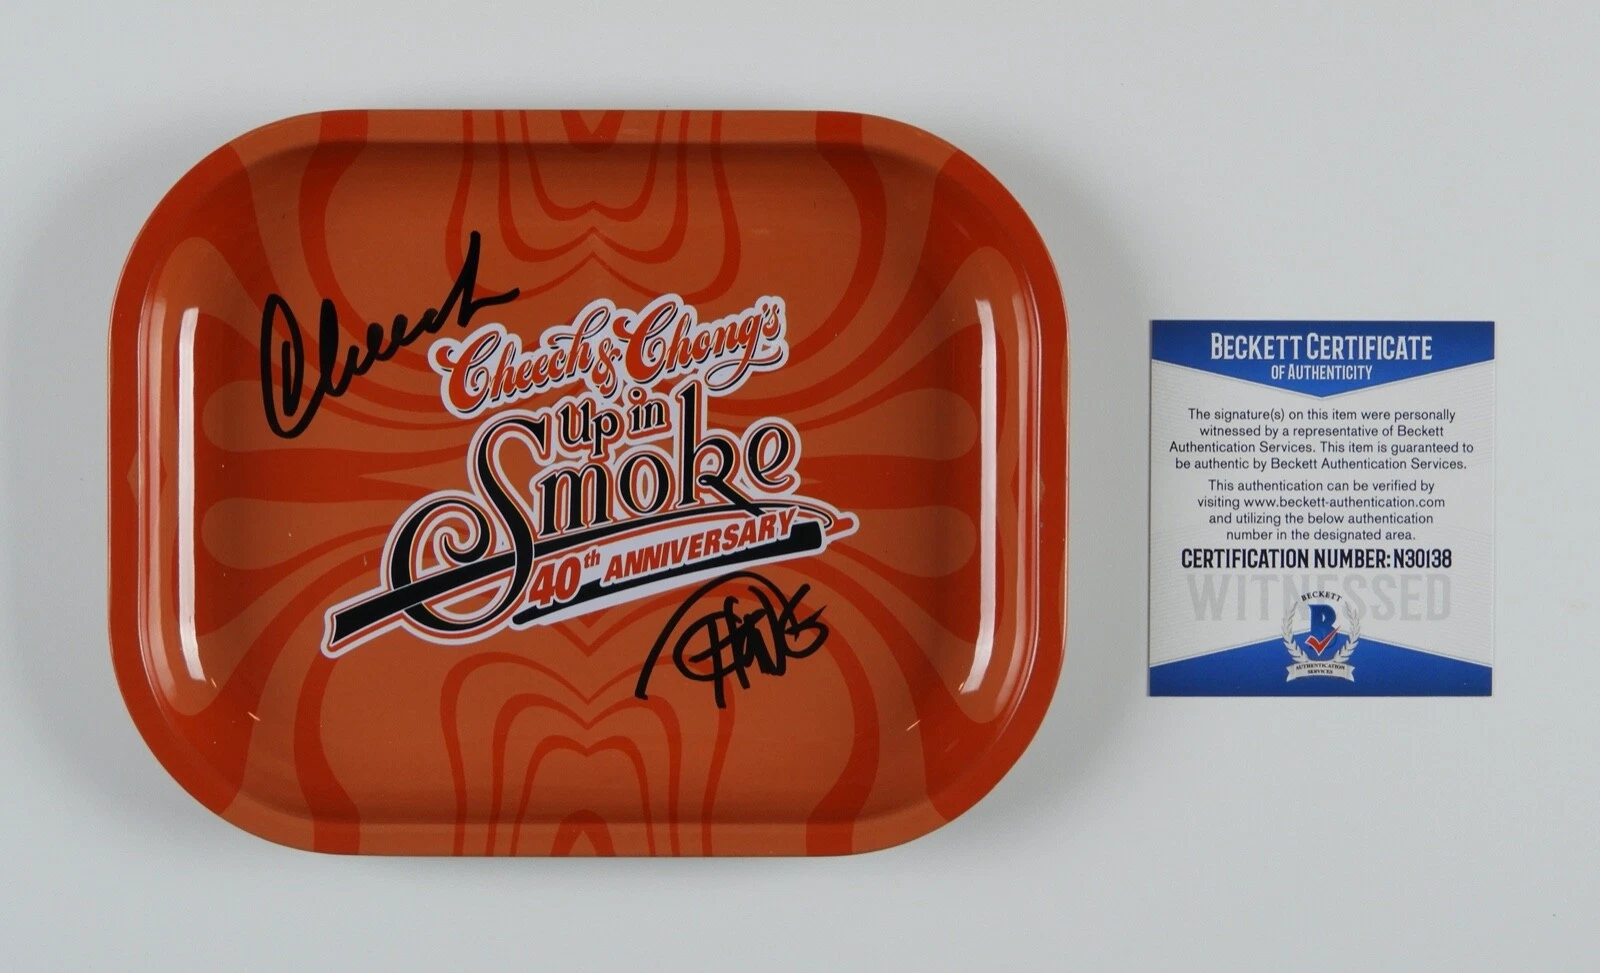 Cheech
Cheech & Chong's
Up in
Smoke
40th ANNIVERSARY
BECKETT CERTIFICATE
OF AUTHENTICITY
The signature(s) on this item were personally
witnessed by a representative of Beckett
Authentication Services. This item is guaranteed to
be authentic by Beckett Authentication Services.
This authentication can be verified by
visiting www.beckett-authentication.com
and utilizing the below authentication
number in the designated area.
CERTIFICATION NUMBER: N30138
WITNESSED
BECKETT
B
AUTHENTICATION
SERVICES